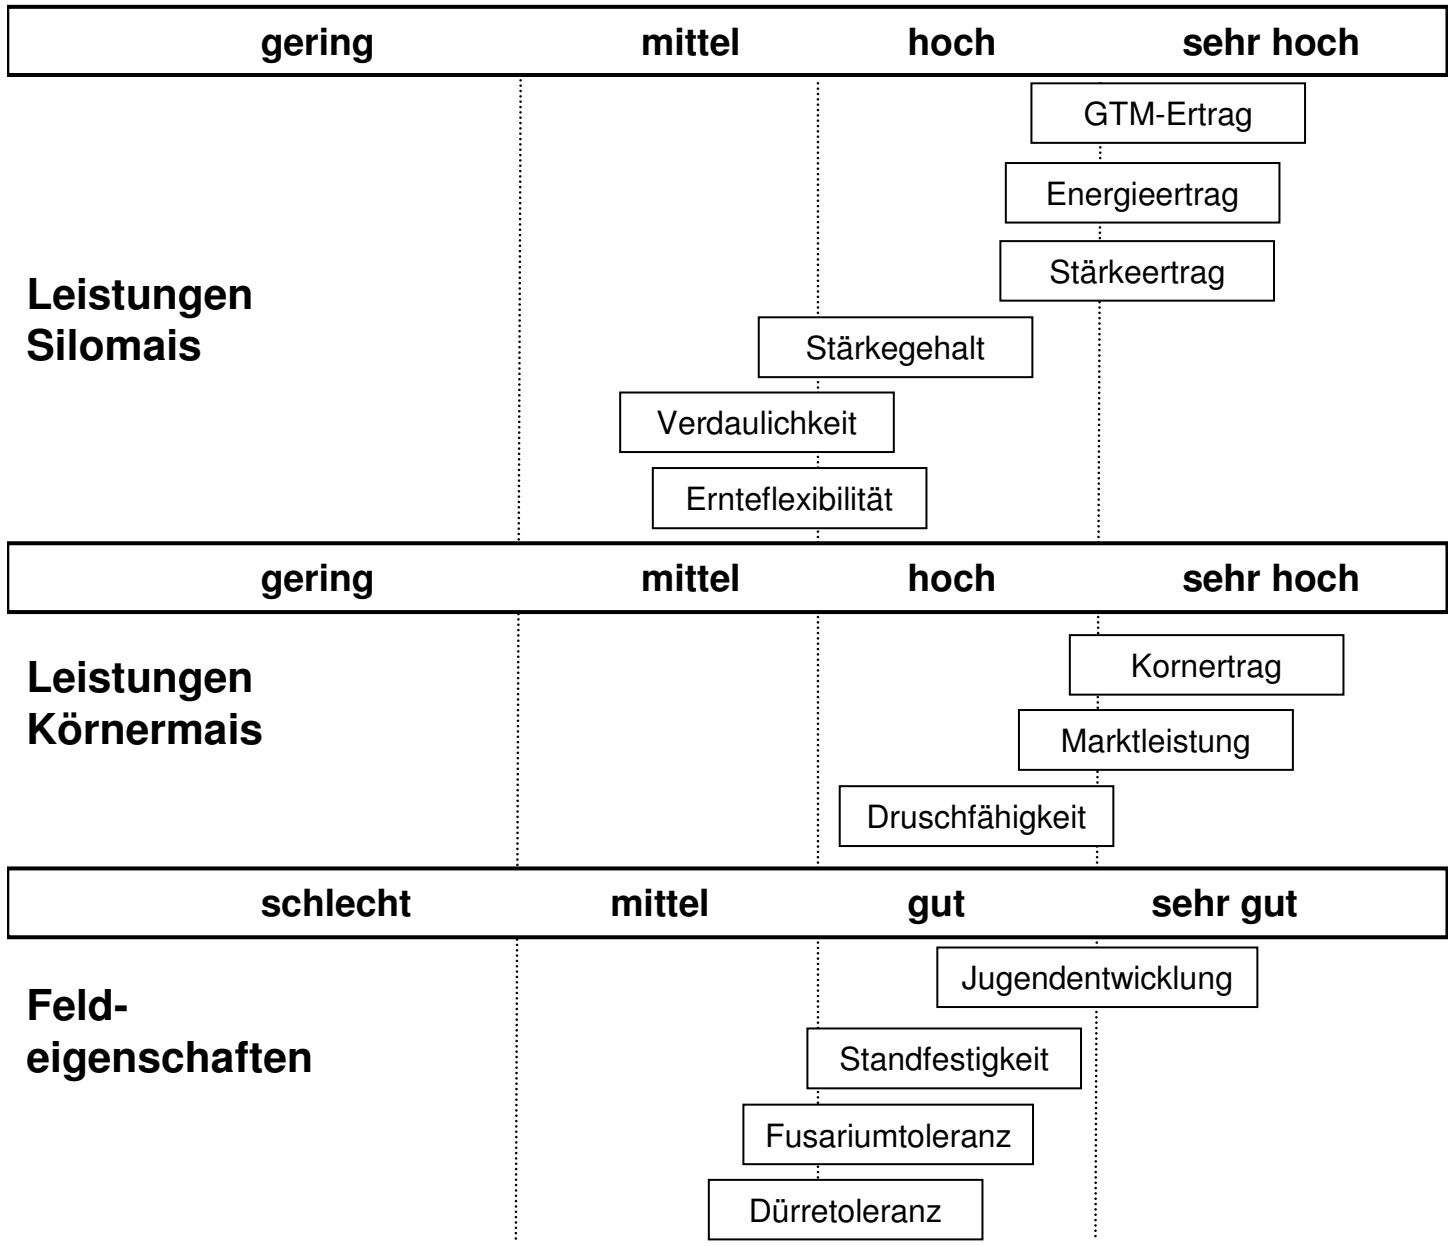 gering mittel hoch sehr hoch
GTM-Ertrag
Energieertrag
Stärkeertrag
Leistungen
Silomais
Stärkegehalt
Verdaulichkeit
Ernteflexibilität
gering mittel hoch sehr hoch
Leistungen
Körnermais
Kornertrag
Marktleistung
Druschfähigkeit
schlecht mittel gut sehr gut
Feld-
eigenschaften
Jugendentwicklung
Standfestigkeit
Fusariumtoleranz
Dürretoleranz